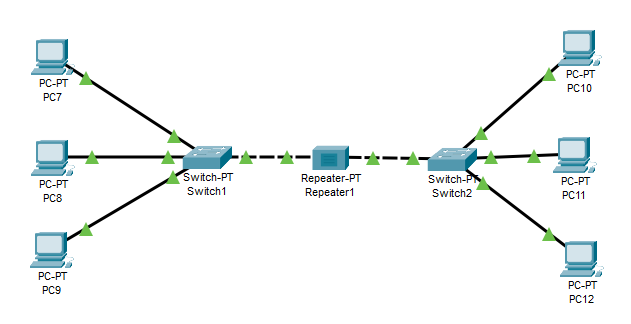 PC-PT
PC7
PC-PT
PC8
PC-PT
PC9
Switch-PT
Switch1
Repeater-PT
Repeater1
Switch-PT
Switch2
PC-PT
PC10
PC-PT
PC11
PC-PT
PC12